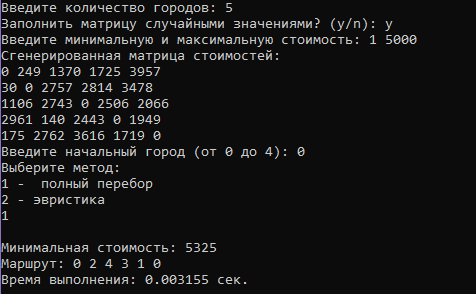 Введите количество городов: 5
Заполнить матрицу случайными значениями? (y/n): y
Введите минимальную и максимальную стоимость: 1 5000
Сгенерированная матрица стоимостей:
0 249 1370 1725 3957
30 0 2757 2814 3478
1106 2743 0 2506 2066
2961 140 2443 0 1949
175 2762 3616 1719 0
Введите начальный город (от 0 до 4): 0
Выберите метод:
1 -  полный перебор
2 - эвристика
1
Минимальная стоимость: 5325
Маршрут: 0 2 4 3 1 0
Время выполнения: 0.003155 сек.